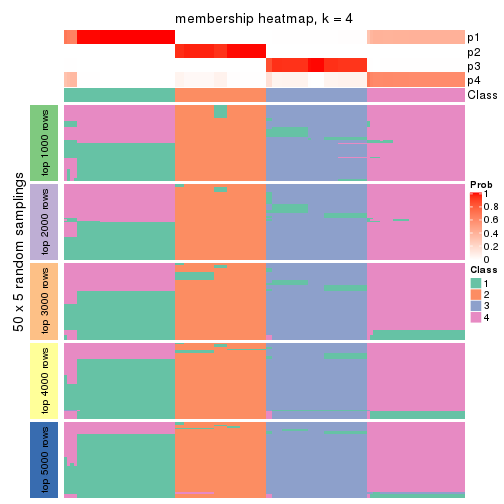 membership heatmap, k = 4
p1
p2
p3
p4
Class
50 x 5 random samplings
top 1000 rows
top 2000 rows
top 3000 rows
top 4000 rows
top 5000 rows
Prob
1
0.8
0.6
0.4
0.2
0
Class
1
2
3
4